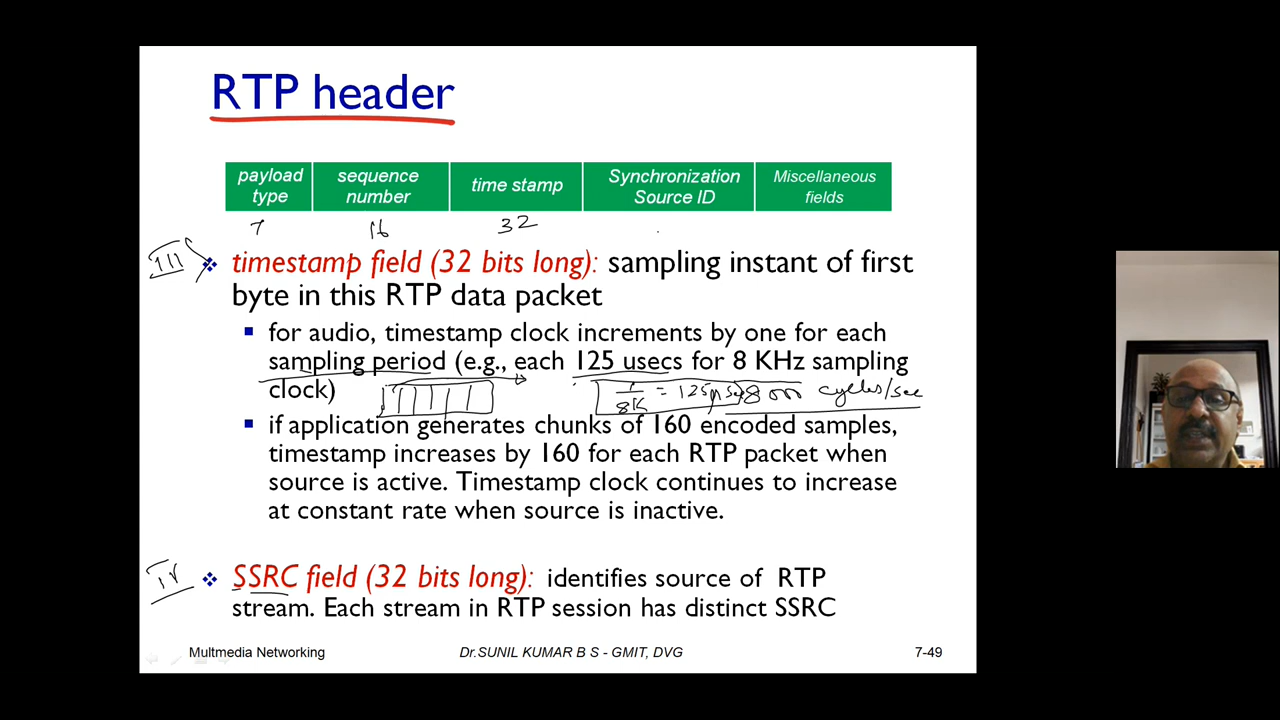 RTP header
payload type
sequence number
time stamp
Synchronization Source ID
Miscellaneous fields
7 16 32
III
timestamp field (32 bits long): sampling instant of first
byte in this RTP data packet
for audio, timestamp clock increments by one for each
sampling period (e.g., each 125 usecs for 8 KHz sampling
clock)
1/8K = 125μse 8000 cycles/sec
if application generates chunks of 160 encoded samples,
timestamp increases by 160 for each RTP packet when
source is active. Timestamp clock continues to increase
at constant rate when source is inactive.
IV
SSRC field (32 bits long): identifies source of RTP
stream. Each stream in RTP session has distinct SSRC
Multmedia Networking
Dr.SUNIL KUMAR B S - GMIT, DVG
7-49